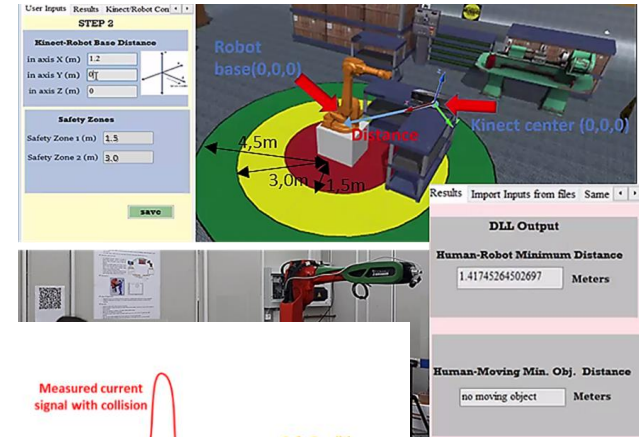 User Inputs Results Kinect/Robot Con
STEP 2
Kinect-Robot Base Distance
in axis X (m) 1.2
in axis Y (m) 0
in axis Z (m) 0
Safety Zones
Safety Zone 1 (m) 1.5
Safety Zone 2 (m) 3.0
save
Robot
base(0,0,0)
Distance
Kinect center (0,0,0)
4,5m
3,0m
1,5m
Results Import Inputs from files Same
DLL Output
Human-Robot Minimum Distance
1.41745264502697 Meters
Human-Moving Min. Obj. Distance
no moving object Meters
Measured current
signal with collision